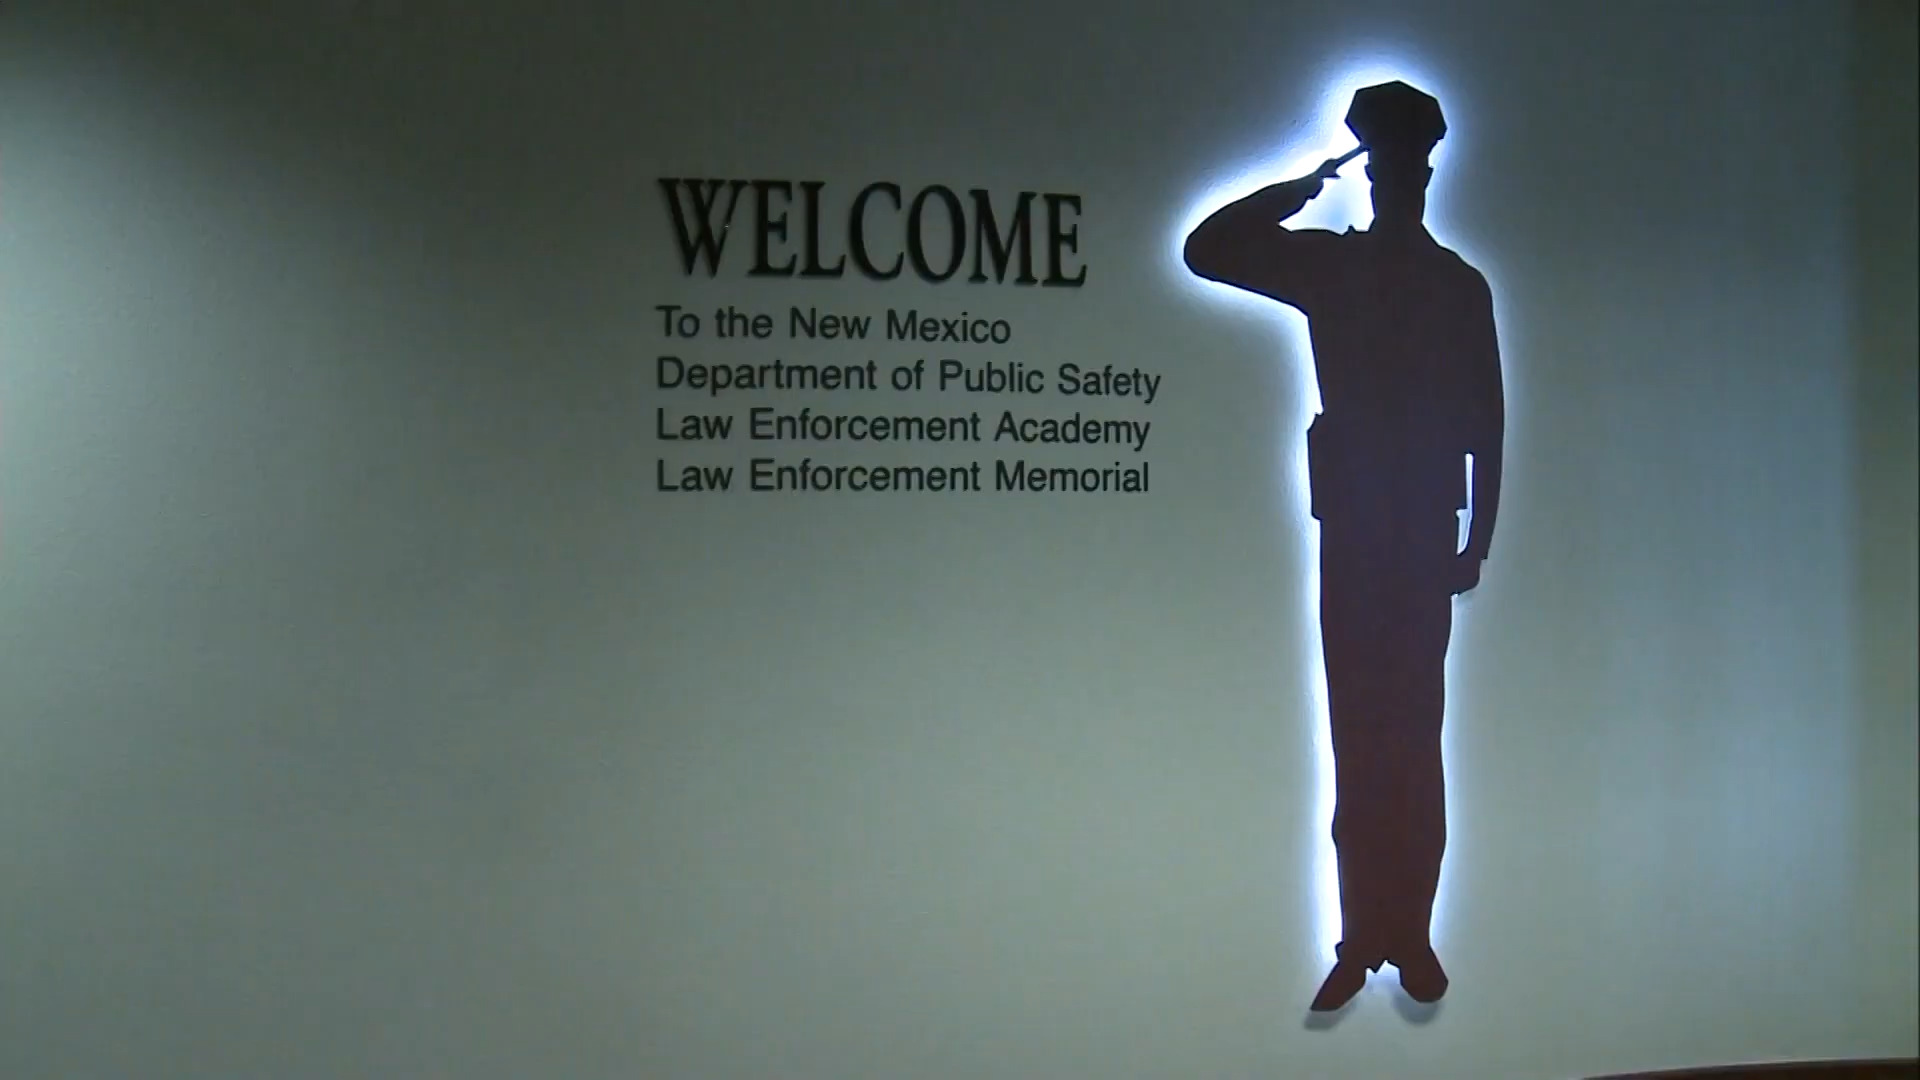 WELCOME
To the New Mexico
Department of Public Safety
Law Enforcement Academy
Law Enforcement Memorial